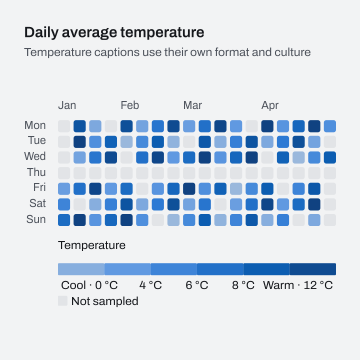 Daily average temperature
Temperature captions use their own format and culture
Jan Feb Mar Apr
Mon
Tue
Wed
Thu
Fri
Sat
Sun
Temperature
Cool · 0 °C 4 °C 6 °C 8 °C Warm · 12 °C
Not sampled